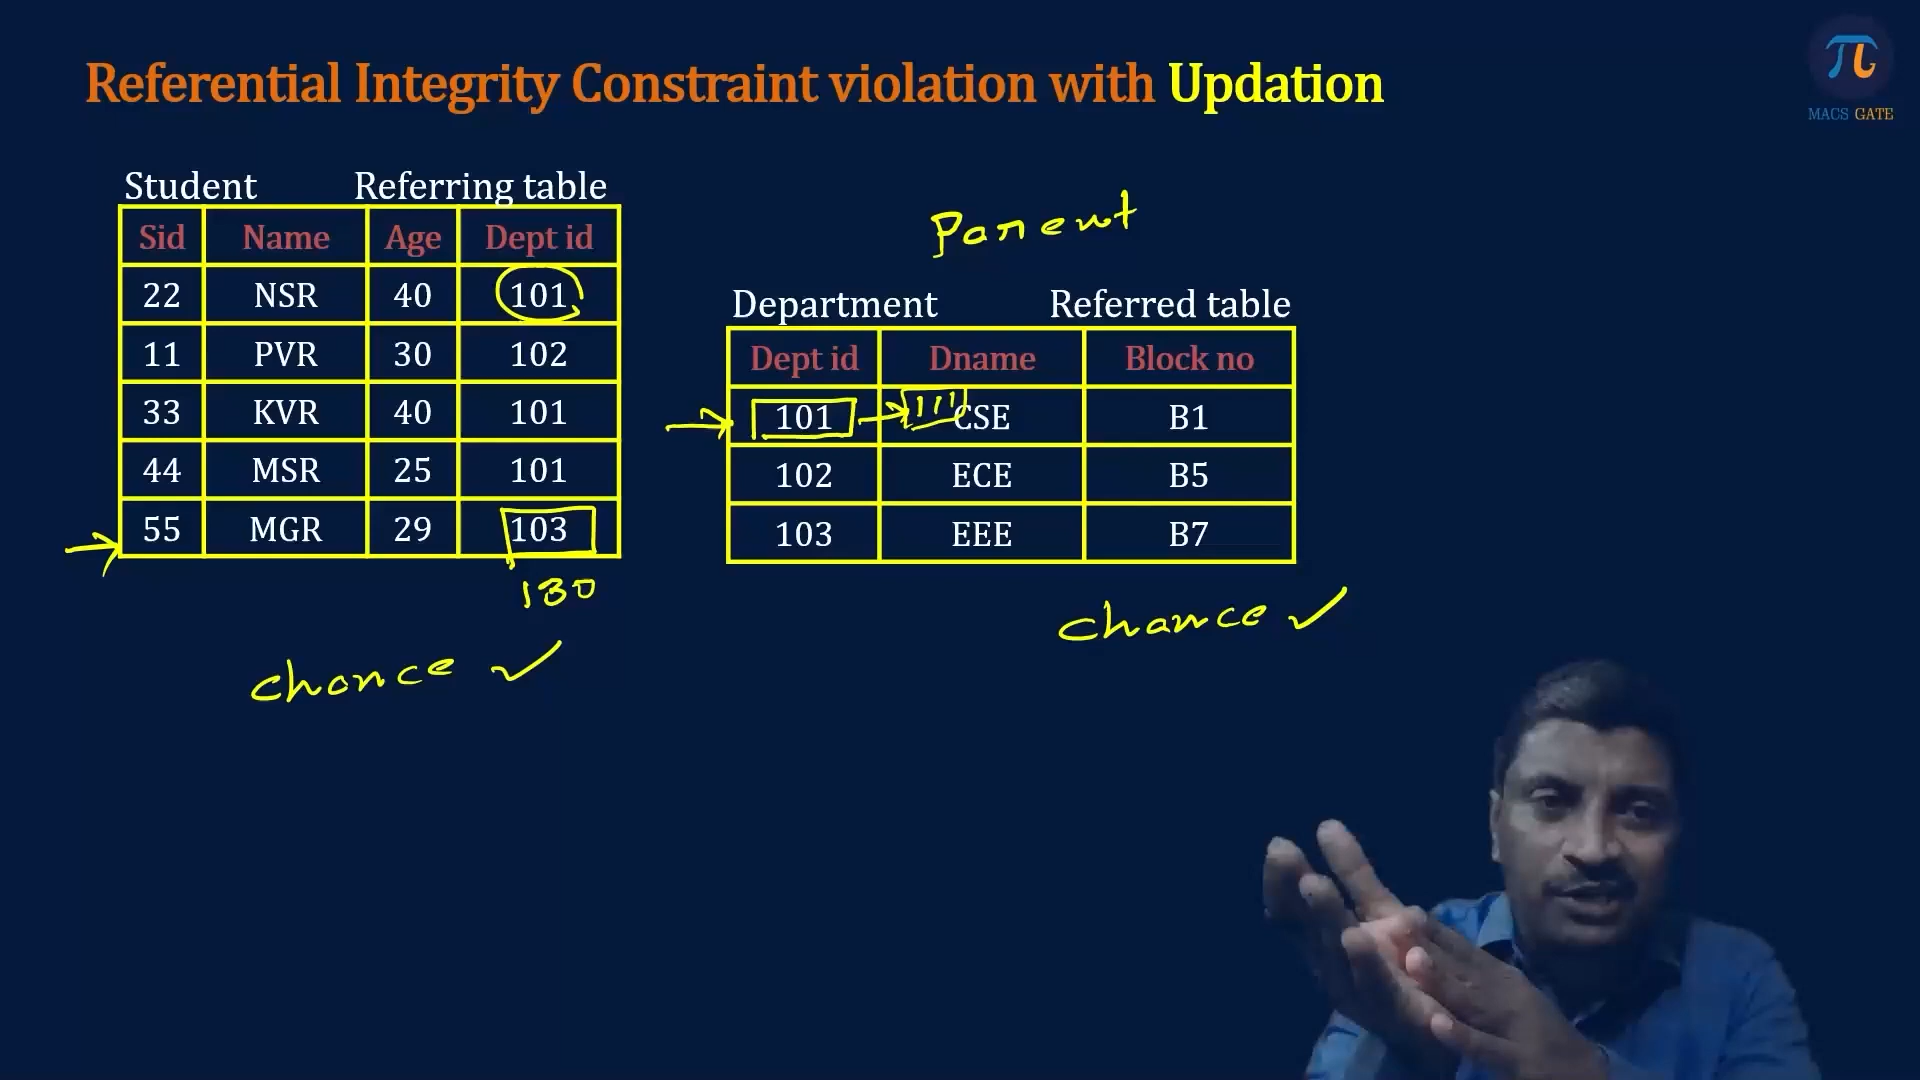 Referential Integrity Constraint violation with Updation
π
MACS GATE
Student Referring table
Sid Name Age Dept id
22 NSR 40 101
11 PVR 30 102
33 KVR 40 101
44 MSR 25 101
55 MGR 29 103
130
chance ✓
Parent
Department Referred table
Dept id Dname Block no
101 111 CSE B1
102 ECE B5
103 EEE B7
chance ✓